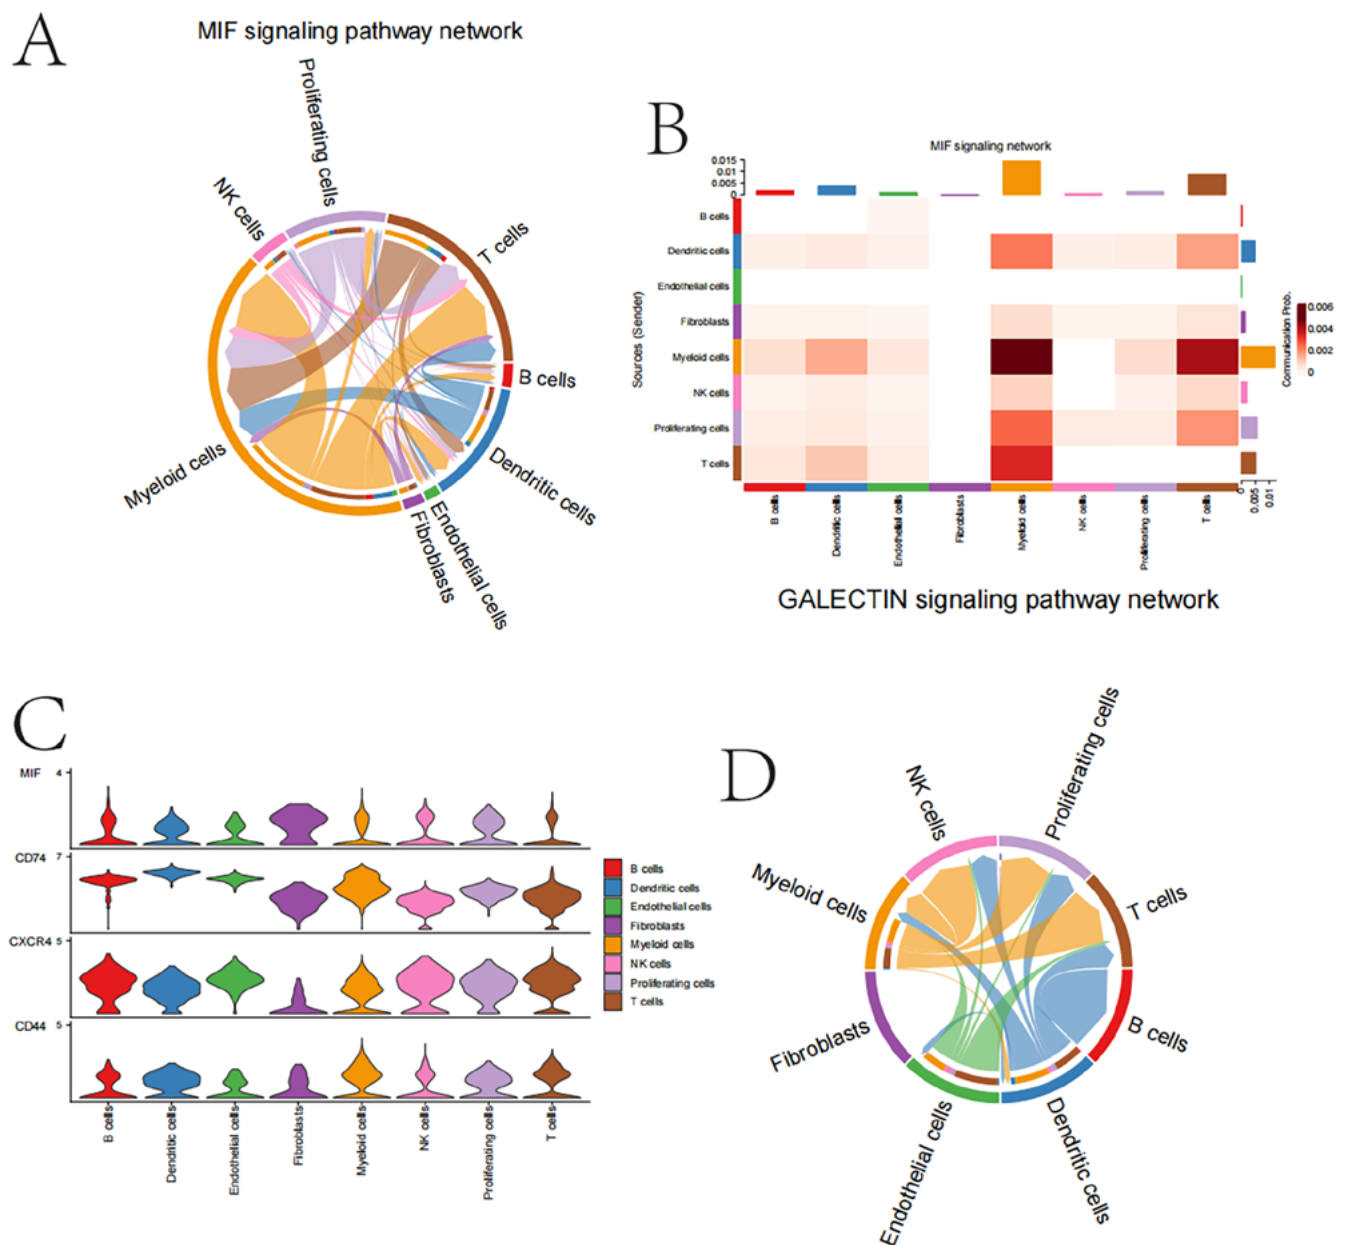 A
MIF signaling pathway network
Proliferating cells
NK cells
T cells
B cells
Myeloid cells
Dendritic cells
Endothelial cells
Fibroblasts
B
MIF signaling network
0.015
0.01
0.005
0
B cells
Dendritic cells
Endothelial cells
Fibroblasts
Myeloid cells
NK cells
Proliferating cells
T cells
Sources (Sender)
B cells
Dendritic cells
Endothelial cells
Fibroblasts
Myeloid cells
NK cells
Proliferating cells
T cells
0
0.005
0.01
Communication Prob.
0.006
0.004
0.002
0
GALECTIN signaling pathway network
C
MIF 4
CD74 7
CXCR4 5
CD44 5
B cells
Dendritic cells
Endothelial cells
Fibroblasts
Myeloid cells
NK cells
Proliferating cells
T cells
B cells
Dendritic cells
Endothelial cells
Fibroblasts
Myeloid cells
NK cells
Proliferating cells
T cells
D
Proliferating cells
NK cells
Myeloid cells
T cells
Fibroblasts
B cells
Endothelial cells
Dendritic cells